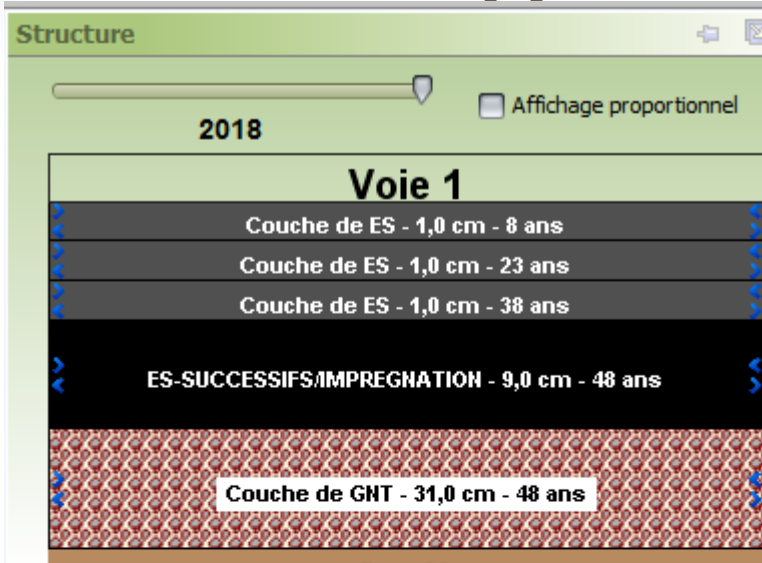 Structure
Affichage proportionnel
2018
Voie 1
Couche de ES - 1,0 cm - 8 ans
Couche de ES - 1,0 cm - 23 ans
Couche de ES - 1,0 cm - 38 ans
ES-SUCCESSIFS/IMPREGNATION - 9,0 cm - 48 ans
Couche de GNT - 31,0 cm - 48 ans